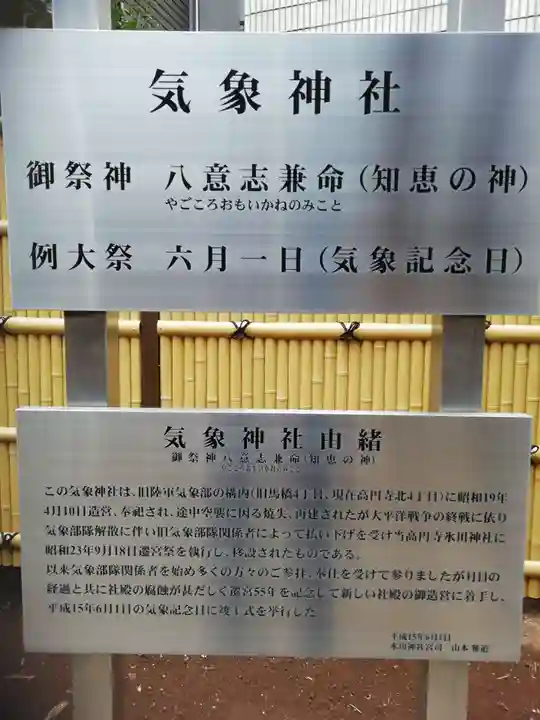 気象神社
御祭神 八意志兼命(知恵の神)
やごころおもいかねのみこと
例大祭 六月一日(気象記念日)
気象神社由緒
御祭神八意志兼命(知恵の神)
やごころおもいかねのみこと
この気象神社は、旧陸軍気象部の構内(旧馬橋4丁目、現在高円寺北4丁目)に昭和19年
4月10日造営、奉祀され、途中空襲に因る焼失、再建されたが大平洋戦争の終戦に依り
気象部隊解散に伴い旧気象部隊関係者によって払い下げを受け当高円寺氷川神社に
昭和23年9月18日遷宮祭を執行し、移設されたものである。
以来気象部隊関係者を始め多くの方々のご参拝、奉仕を受けて参りましたが月日の
経過と共に社殿の腐蝕が甚だしく遷宮55年を記念して新しい社殿の御造営に着手し、
平成15年6月1日の気象記念日に竣工式を挙行した
平成15年6月1日
氷川神社宮司 山本雅道